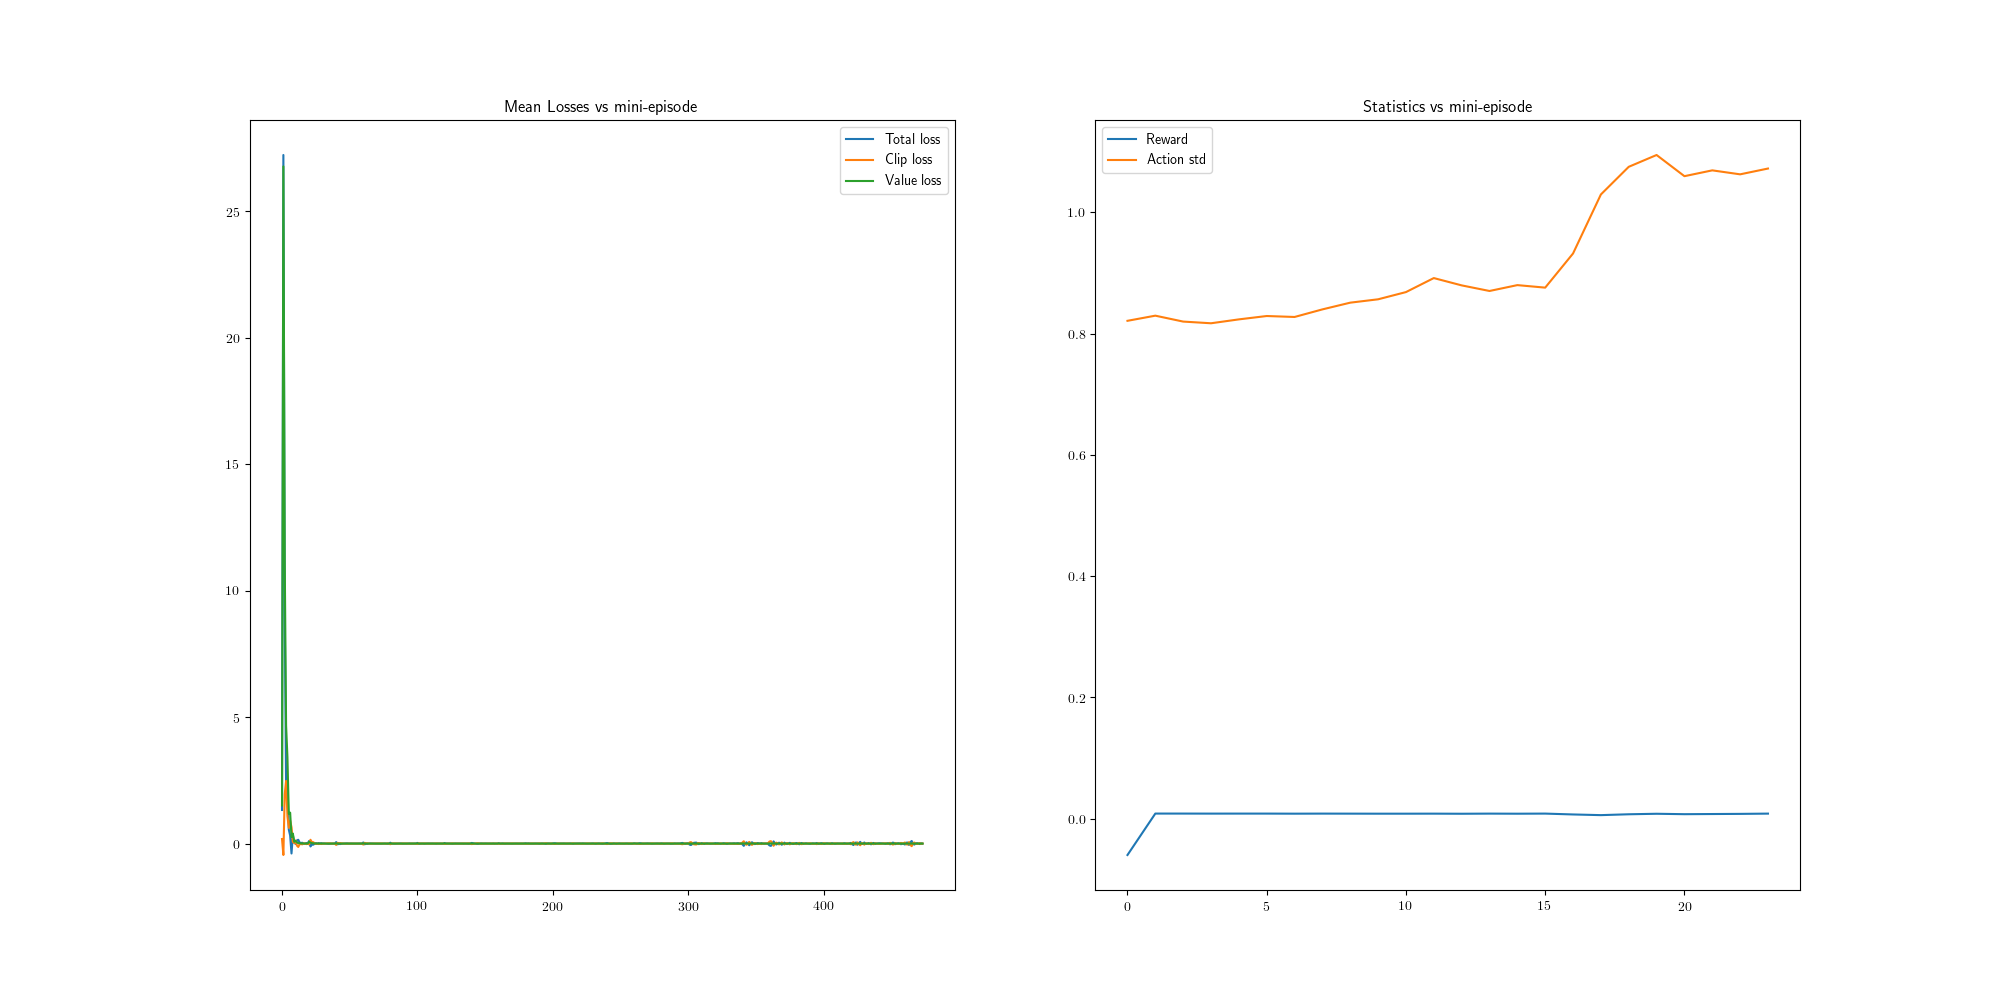 Mean Losses vs mini-episode
Total loss
Clip loss
Value loss
25
20
15
10
5
0
0 100 200 300 400
Statistics vs mini-episode
Reward
Action std
1.0
0.8
0.6
0.4
0.2
0.0
0 5 10 15 20